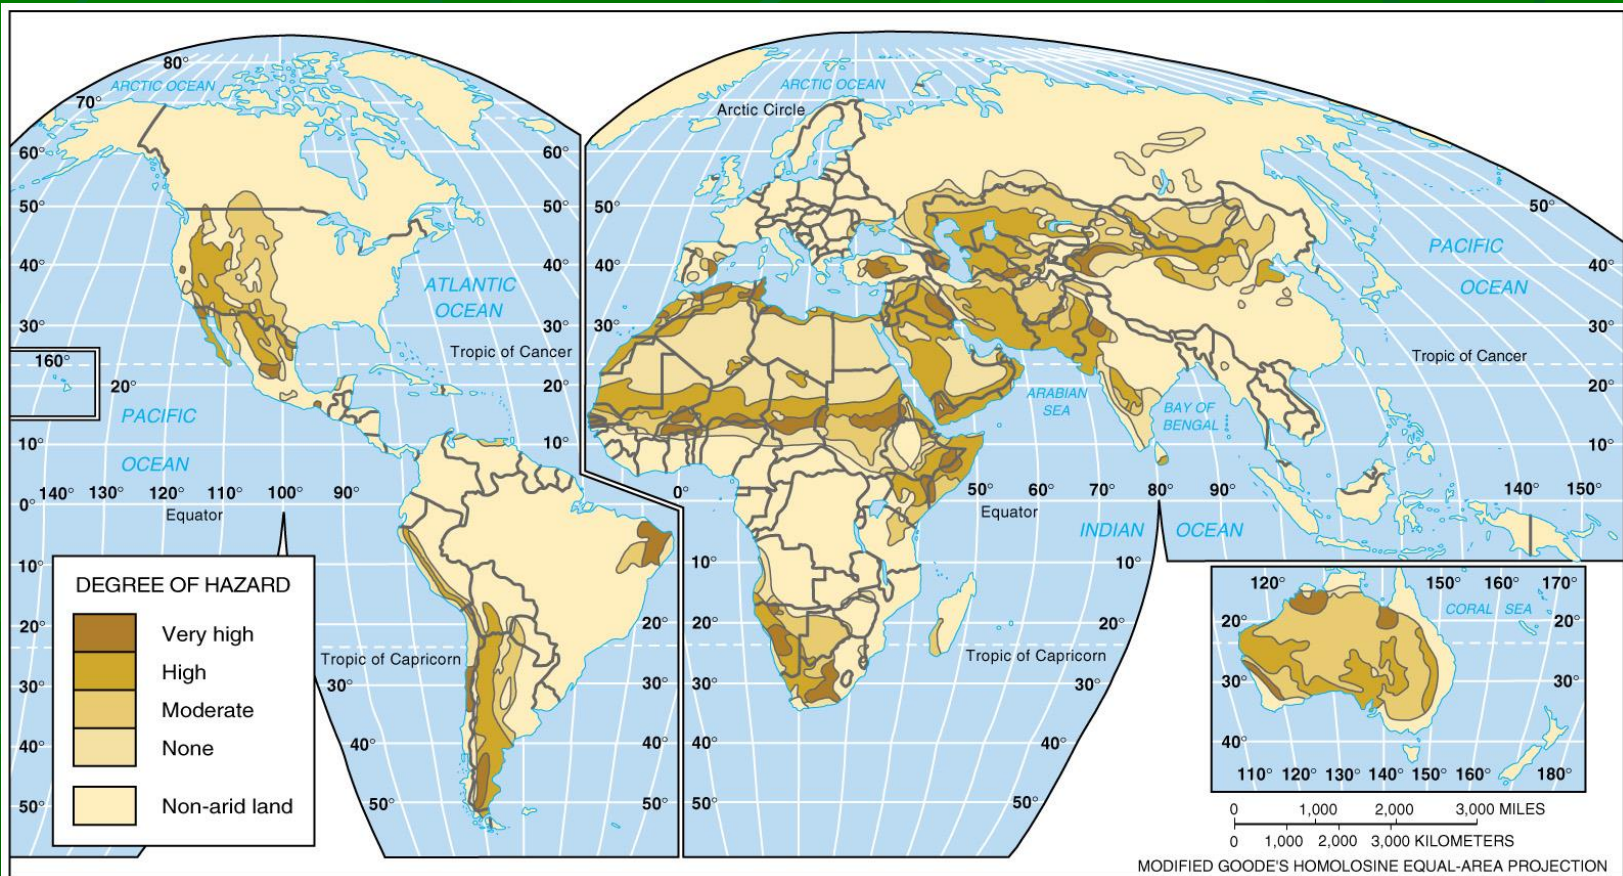 80°
ARCTIC OCEAN
70°
60°
60°
50°
50°
40°
40°
ATLANTIC
OCEAN
30°
30°
Tropic of Cancer
160°
20°
20°
PACIFIC
10°
10°
OCEAN
140° 130° 120° 110° 100° 90°
0°
Equator
10°
20°
20°
Tropic of Capricorn
30°
30°
30°
40°
40°
40°
50°
50°
50°
DEGREE OF HAZARD
Very high
High
Moderate
None
Non-arid land
ARCTIC OCEAN
Arctic Circle
60°
50°
50°
40°
40°
30°
30°
PACIFIC
OCEAN
Tropic of Cancer
20°
20°
ARABIAN
SEA
BAY OF
BENGAL
10°
10°
0°
50° 60° 70° 80° 90°
140° 150°
Equator
INDIAN OCEAN
10°
10°
20°
20°
Tropic of Capricorn
30°
30°
40°
40°
50°
50°
120° 150° 160° 170°
CORAL SEA
20°
20°
30°
30°
40°
40°
110° 120° 130° 140° 150° 160° 180°
0 1,000 2,000 3,000 MILES
0 1,000 2,000 3,000 KILOMETERS
MODIFIED GOODE'S HOMOLOSINE EQUAL-AREA PROJECTION